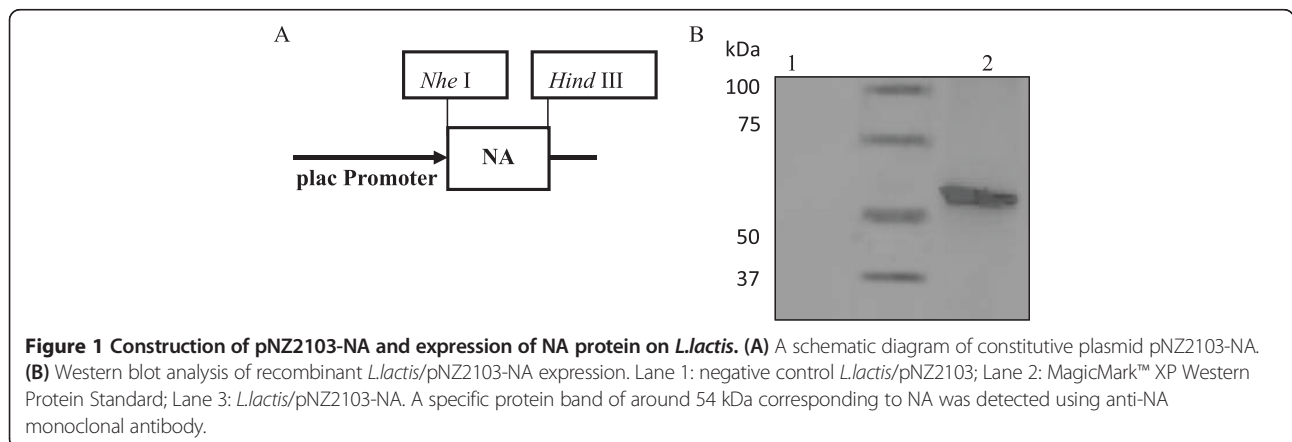 A
Nhe I
Hind III
NA
plac Promoter
B
kDa
1
2
100
75
50
37
Figure 1 Construction of pNZ2103-NA and expression of NA protein on L.lactis. (A) A schematic diagram of constitutive plasmid pNZ2103-NA.
(B) Western blot analysis of recombinant L.lactis/pNZ2103-NA expression. Lane 1: negative control L.lactis/pNZ2103; Lane 2: MagicMark™ XP Western
Protein Standard; Lane 3: L.lactis/pNZ2103-NA. A specific protein band of around 54 kDa corresponding to NA was detected using anti-NA
monoclonal antibody.